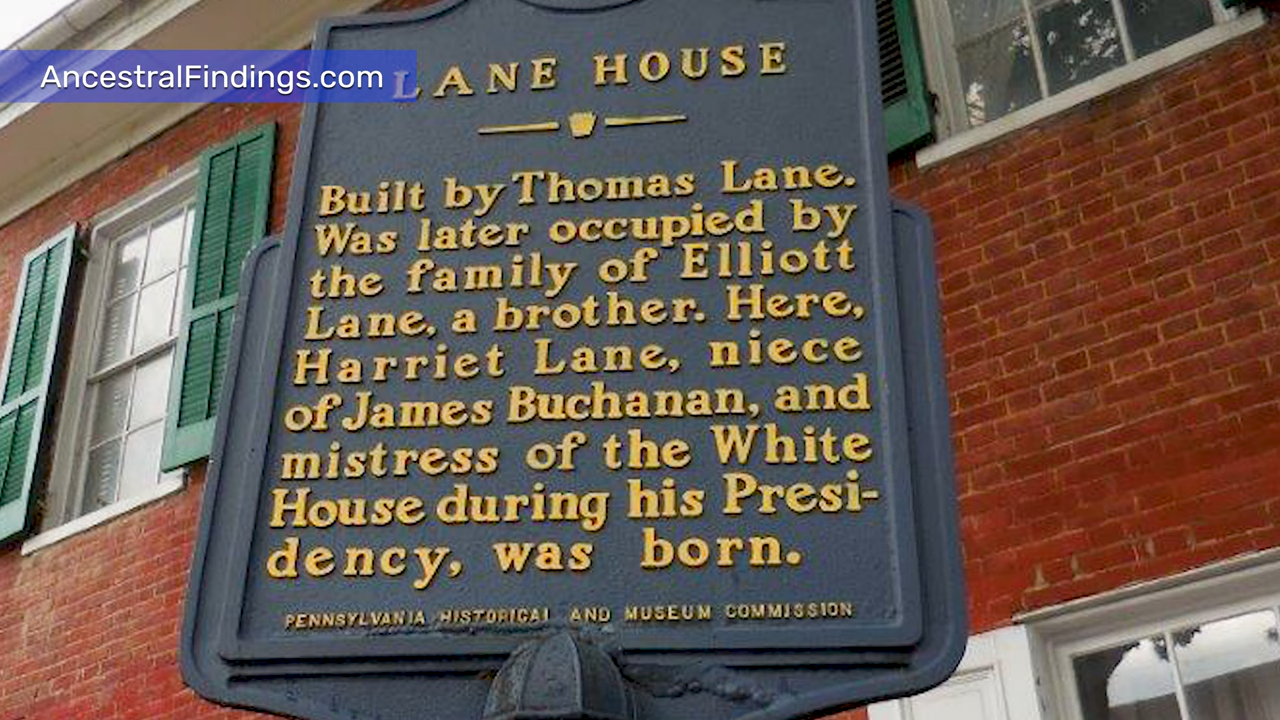 AncestralFindings.com
LANE HOUSE
Built by Thomas Lane.
Was later occupied by
the family of Elliott
Lane, a brother. Here,
Harriet Lane, niece
of James Buchanan, and
mistress of the White
House during his Presi-
dency, was born.
PENNSYLVANIA HISTORICAL AND MUSEUM COMMISSION